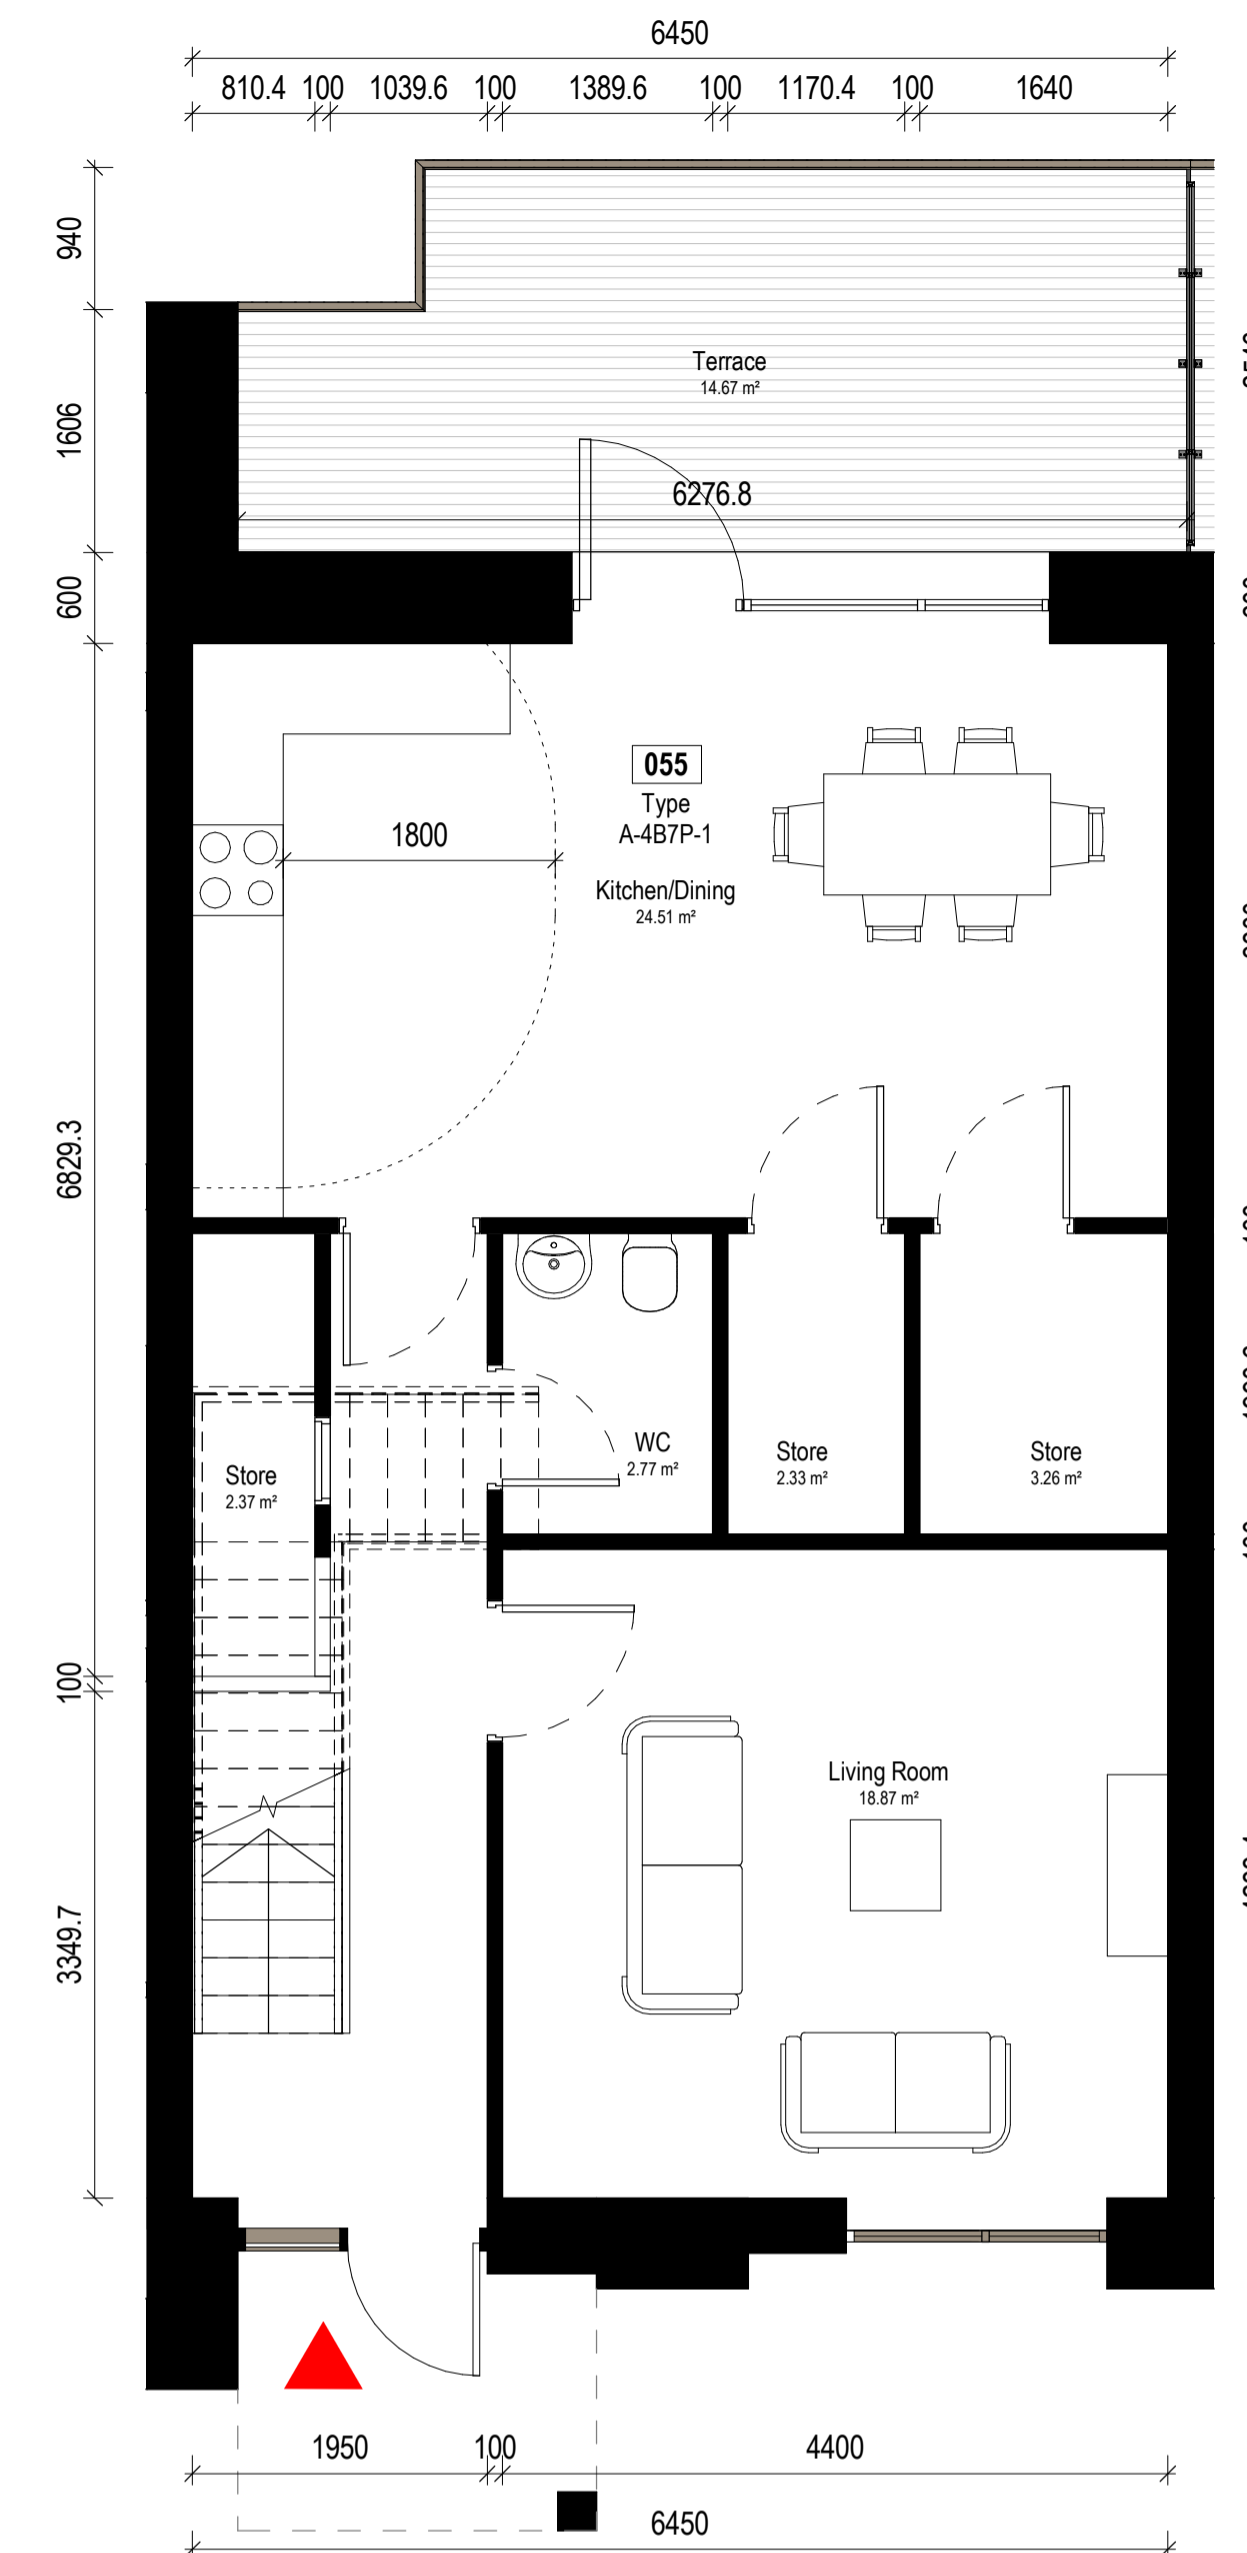 6450
810.4 100 1039.6 100 1389.6 100 1170.4 100 1640
940
Terrace
14.67 m²
1606
6276.8
600
055
Type
A-4B7P-1
1800
Kitchen/Dining
24.51 m²
6829.3
WC
2.77 m²
Store
2.33 m²
Store
3.26 m²
Store
2.37 m²
100
Living Room
18.87 m²
3349.7
1950 100 4400
6450